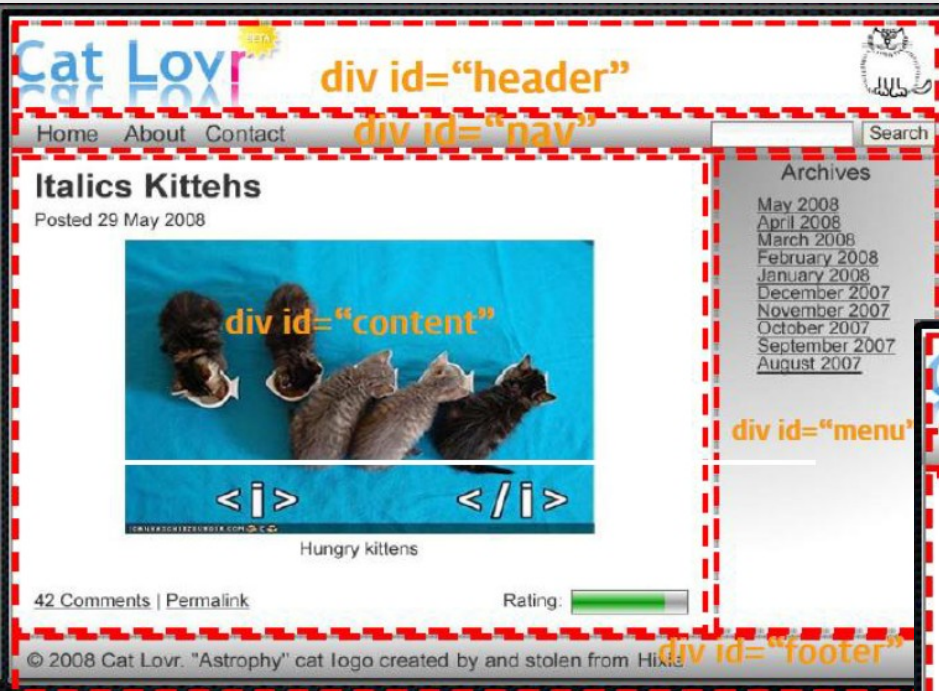 BETA
Cat Lovr
div id="header"
Home About Contact
div id="nav"
Search
Italics Kittehs
Posted 29 May 2008
div id="content"
<i> </i>
Hungry kittens
42 Comments | Permalink
Rating:
Archives
May 2008
April 2008
March 2008
February 2008
January 2008
December 2007
November 2007
October 2007
September 2007
August 2007
div id="menu"
© 2008 Cat Lovr. "Astrophy" cat logo created by and stolen from Hixie
div id="footer"